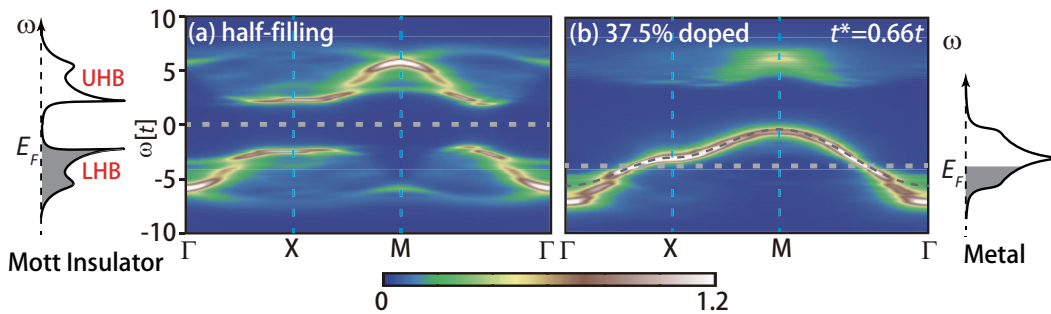 ω
UHB
E_F
LHB
Mott Insulator
ω[t]
10
5
0
-5
-10
(a) half-filling
Γ X M Γ
(b) 37.5% doped t*=0.66t
Γ X M Γ
ω
E_F
Metal
0 1.2